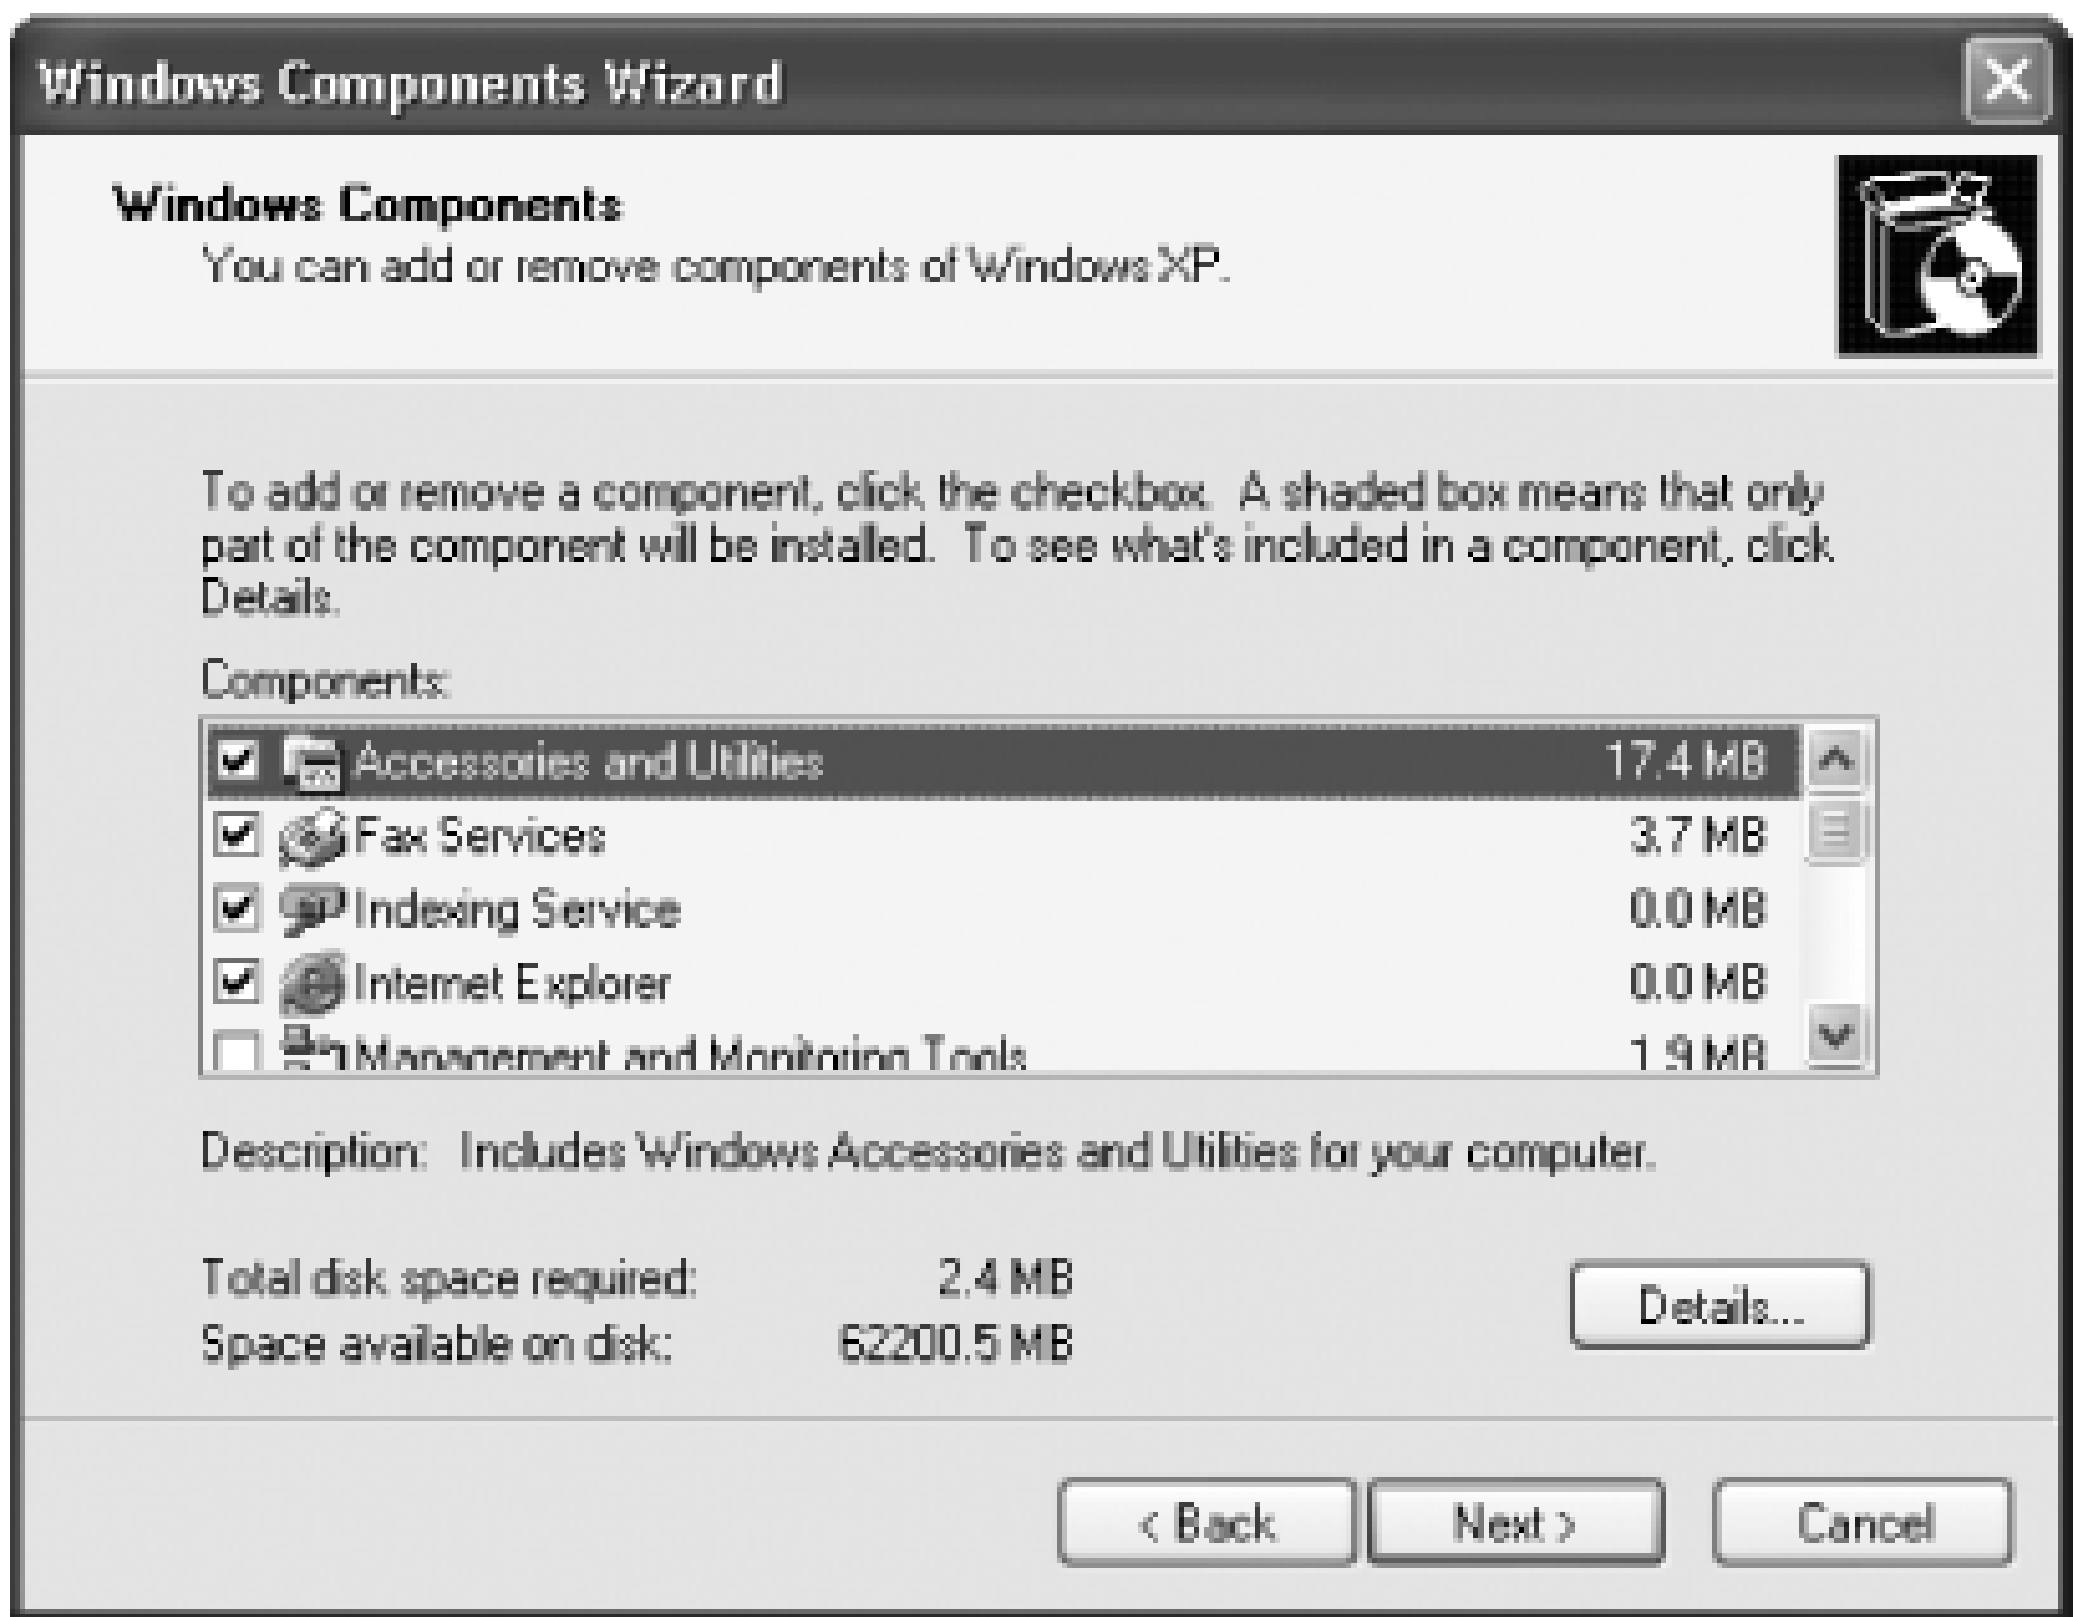 Windows Components Wizard
Windows Components
You can add or remove components of Windows XP.
To add or remove a component, click the checkbox. A shaded box means that only
part of the component will be installed. To see what's included in a component, click
Details.
Components:
Accessories and Utilities 17.4 MB
Fax Services 3.7 MB
Indexing Service 0.0 MB
Internet Explorer 0.0 MB
Management and Monitoring Tools 1.9 MB
Description: Includes Windows Accessories and Utilities for your computer.
Total disk space required: 2.4 MB
Space available on disk: 62200.5 MB
Details...
< Back Next > Cancel